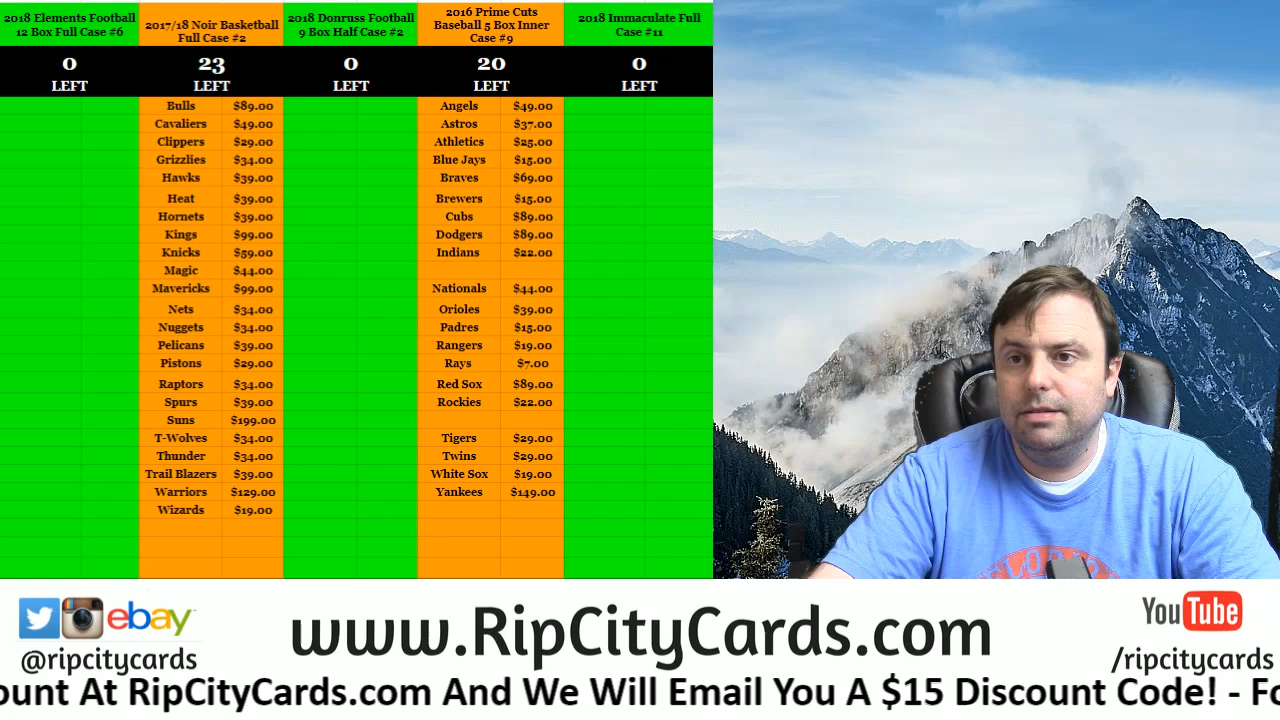 2018 Elements Football
12 Box Full Case #6
2017/18 Noir Basketball
Full Case #2
2018 Donruss Football
9 Box Half Case #2
2016 Prime Cuts
Baseball 5 Box Inner
Case #9
2018 Immaculate Full
Case #11
0 23 0 20 0
LEFT LEFT LEFT LEFT LEFT
Bulls $89.00 Angels $49.00
Cavaliers $49.00 Astros $37.00
Clippers $29.00 Athletics $25.00
Grizzlies $34.00 Blue Jays $15.00
Hawks $39.00 Braves $69.00
Heat $39.00 Brewers $15.00
Hornets $39.00 Cubs $89.00
Kings $99.00 Dodgers $89.00
Knicks $59.00 Indians $22.00
Magic $44.00
Mavericks $99.00 Nationals $44.00
Nets $34.00 Orioles $39.00
Nuggets $34.00 Padres $15.00
Pelicans $39.00 Rangers $19.00
Pistons $29.00 Rays $7.00
Raptors $34.00 Red Sox $89.00
Spurs $39.00 Rockies $22.00
Suns $199.00
T-Wolves $34.00 Tigers $29.00
Thunder $34.00 Twins $29.00
Trail Blazers $39.00 White Sox $19.00
Warriors $129.00 Yankees $149.00
Wizards $19.00
ebay
@ripcitycards
www.RipCityCards.com
YouTube
/ripcitycards
ount At RipCityCards.com And We Will Email You A $15 Discount Code! - Fo